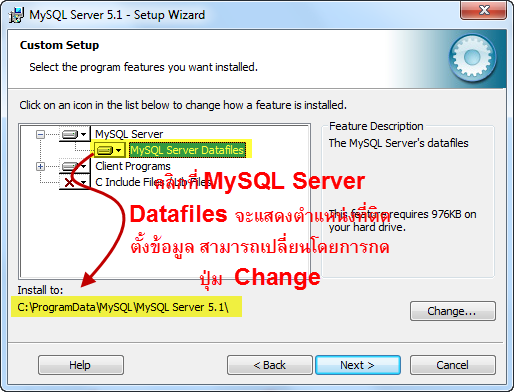 MySQL Server 5.1 - Setup Wizard
Custom Setup
Select the program features you want installed.
Click on an icon in the list below to change how a feature is installed.
MySQL Server
MySQL Server Datafiles
Client Programs
C Include Files / Lib Files
Feature Description
The MySQL Server's datafiles
This feature requires 976KB on
your hard drive.
คลิกที่ MySQL Server
Datafiles จะแสดงตำแหน่งที่ติด
ตั้งข้อมูล สามารถเปลี่ยนโดยการกด
ปุ่ม Change
Install to:
C:\ProgramData\MySQL\MySQL Server 5.1\
Change...
Help
< Back
Next >
Cancel